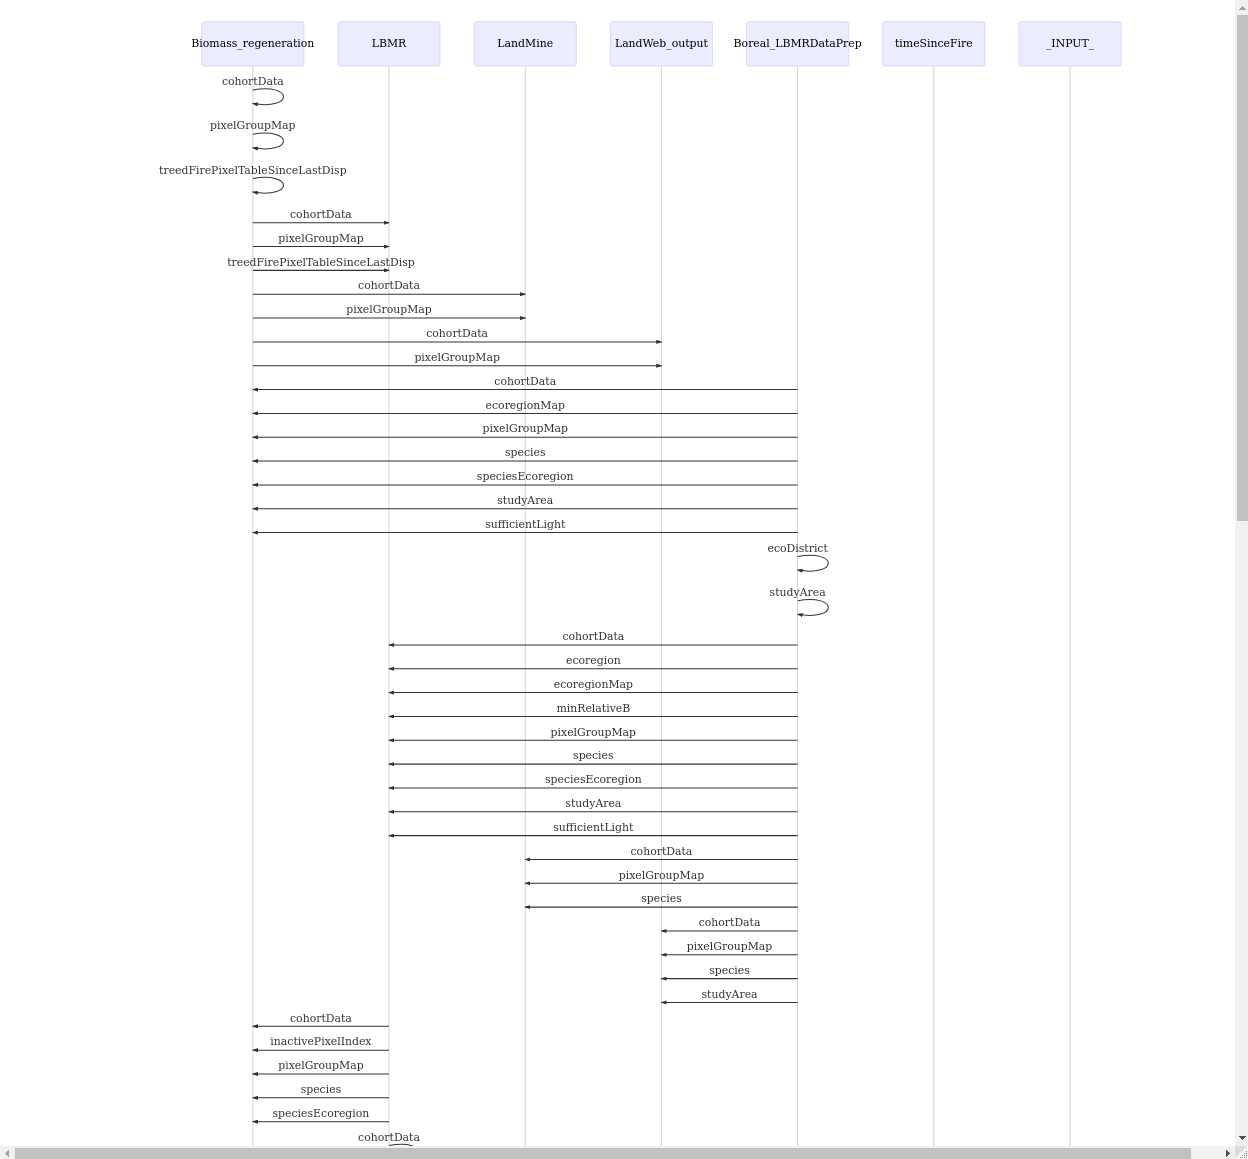 Biomass_regeneration LBMR LandMine LandWeb_output Boreal_LBMRDataPrep timeSinceFire _INPUT_
cohortData
pixelGroupMap
treedFirePixelTableSinceLastDisp
cohortData
pixelGroupMap
treedFirePixelTableSinceLastDisp
cohortData
pixelGroupMap
cohortData
pixelGroupMap
cohortData
ecoregionMap
pixelGroupMap
species
speciesEcoregion
studyArea
sufficientLight
ecoDistrict
studyArea
cohortData
ecoregion
ecoregionMap
minRelativeB
pixelGroupMap
species
speciesEcoregion
studyArea
sufficientLight
cohortData
pixelGroupMap
species
cohortData
pixelGroupMap
species
studyArea
cohortData
inactivePixelIndex
pixelGroupMap
species
speciesEcoregion
cohortData